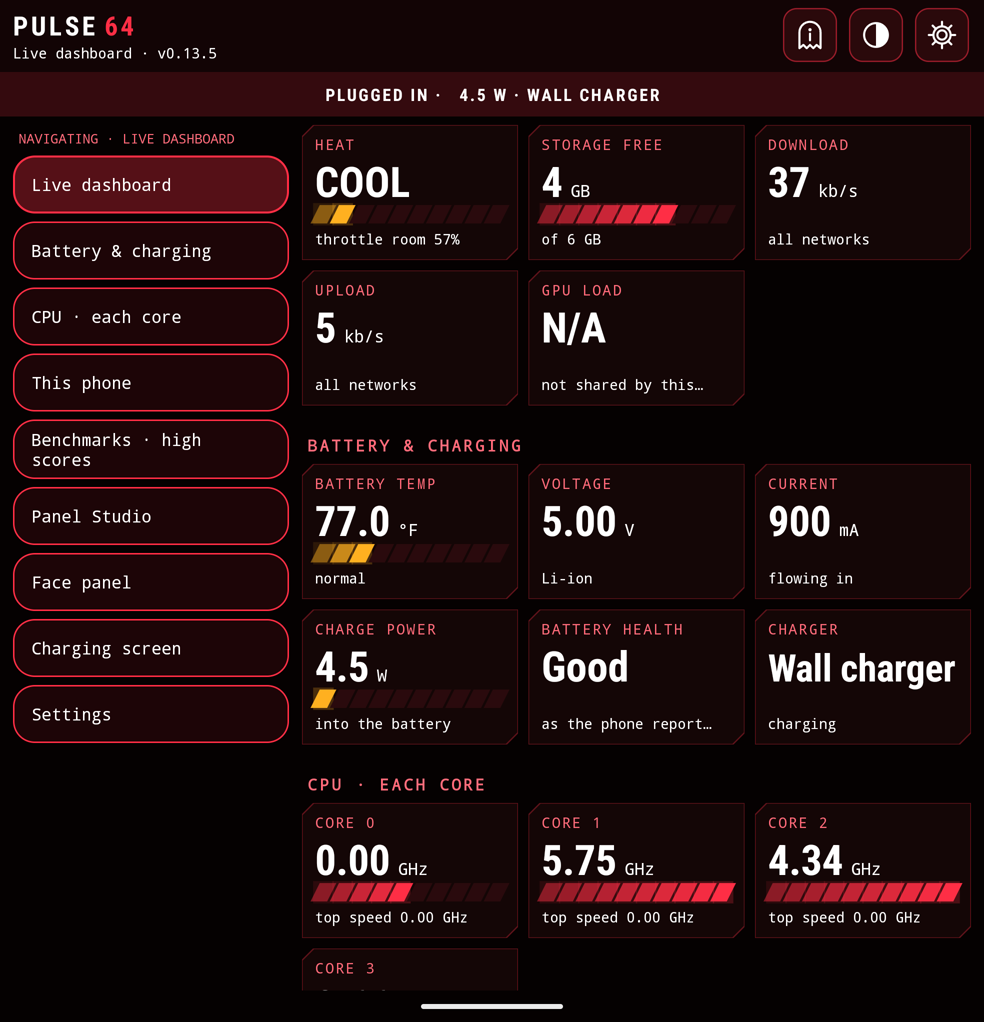 PULSE 64
Live dashboard · v0.13.5
PLUGGED IN · 4.5 W · WALL CHARGER
NAVIGATING · LIVE DASHBOARD
Live dashboard
Battery & charging
CPU · each core
This phone
Benchmarks · high
scores
Panel Studio
Face panel
Charging screen
Settings
HEAT
COOL
throttle room 57%
STORAGE FREE
4 GB
of 6 GB
DOWNLOAD
37 kb/s
all networks
UPLOAD
5 kb/s
all networks
GPU LOAD
N/A
not shared by this…
BATTERY & CHARGING
BATTERY TEMP
77.0 °F
normal
VOLTAGE
5.00 V
Li-ion
CURRENT
900 mA
flowing in
CHARGE POWER
4.5 W
into the battery
BATTERY HEALTH
Good
as the phone report…
CHARGER
Wall charger
charging
CPU · EACH CORE
CORE 0
0.00 GHz
top speed 0.00 GHz
CORE 1
5.75 GHz
top speed 0.00 GHz
CORE 2
4.34 GHz
top speed 0.00 GHz
CORE 3